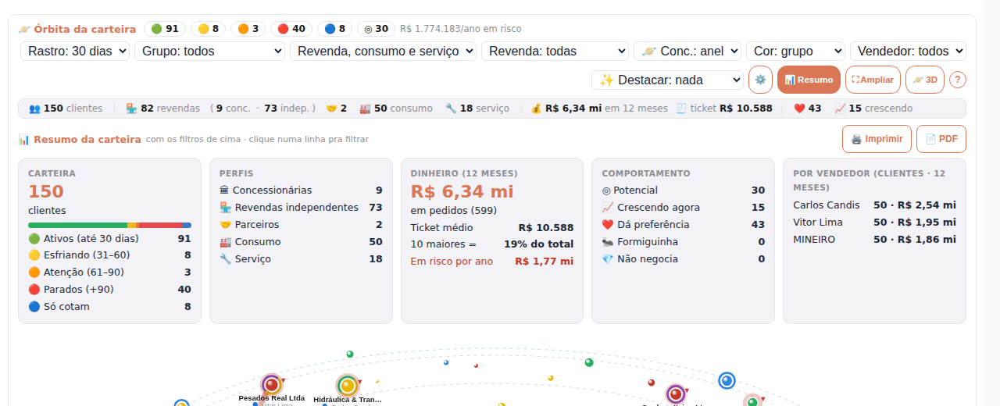 🪐 Órbita da carteira 🟢 91 🟡 8 🟠 3 🔴 40 🔵 8 ◎ 30 R$ 1.774.183/ano em risco
Rastro: 30 dias Grupo: todos Revenda, consumo e serviço Revenda: todas 🪐 Conc.: anel Cor: grupo Vendedor: todos
✨ Destacar: nada ⚙️ 📊 Resumo ⛶ Ampliar 🪐 3D ?
👥 150 clientes | 🏪 82 revendas ( 9 conc. · 73 indep. ) 🤝 2 🏭 50 consumo 🔧 18 serviço | 💰 R$ 6,34 mi em 12 meses 🧾 ticket R$ 10.588 | ❤️ 43 📈 15 crescendo
📊 Resumo da carteira com os filtros de cima · clique numa linha pra filtrar 🖨️ Imprimir 📄 PDF
CARTEIRA
150
clientes
🟢 Ativos (até 30 dias) 91
🟡 Esfriando (31–60) 8
🟠 Atenção (61–90) 3
🔴 Parados (+90) 40
🔵 Só cotam 8
PERFIS
🏛 Concessionárias 9
🏪 Revendas independentes 73
🤝 Parceiros 2
🏭 Consumo 50
🔧 Serviço 18
DINHEIRO (12 MESES)
R$ 6,34 mi
em pedidos (599)
Ticket médio R$ 10.588
10 maiores = 19% do total
Em risco por ano R$ 1,77 mi
COMPORTAMENTO
◎ Potencial 30
📈 Crescendo agora 15
❤️ Dá preferência 43
🐜 Formiguinha 0
💎 Não negocia 0
POR VENDEDOR (CLIENTES · 12
MESES)
Carlos Candis 50 · R$ 2,54 mi
Vitor Lima 50 · R$ 1,95 mi
MINEIRO 50 · R$ 1,86 mi
Pesados Real Ltda Hidráulica & Tran…
👤 Vitor Lima